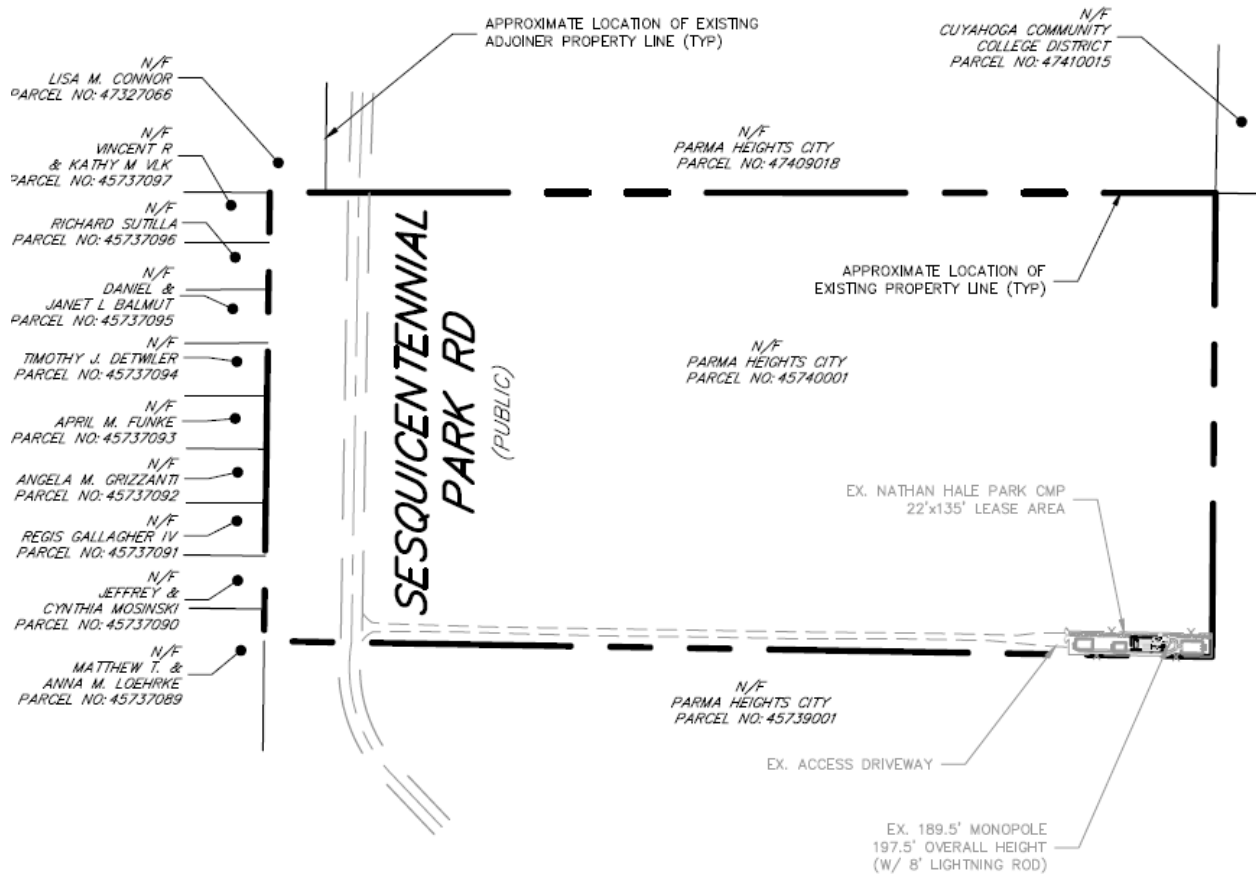 APPROXIMATE LOCATION OF EXISTING
ADJOINER PROPERTY LINE (TYP)
N/F
CUYAHOGA COMMUNITY
COLLEGE DISTRICT
PARCEL NO: 47410015
N/F
LISA M. CONNOR
PARCEL NO: 47327066
N/F
VINCENT R
& KATHY M VLK
PARCEL NO: 45737097
N/F
RICHARD SUTILLA
PARCEL NO: 45737096
N/F
DANIEL &
JANET L BALMUT
PARCEL NO: 45737095
N/F
TIMOTHY J. DETWILER
PARCEL NO: 45737094
N/F
APRIL M. FUNKE
PARCEL NO: 45737093
N/F
ANGELA M. GRIZZANTI
PARCEL NO: 45737092
N/F
REGIS GALLAGHER IV
PARCEL NO: 45737091
N/F
JEFFREY &
CYNTHIA MOSINSKI
PARCEL NO: 45737090
N/F
MATTHEW T. &
ANNA M. LOEHRKE
PARCEL NO: 45737089
N/F
PARMA HEIGHTS CITY
PARCEL NO: 47409018
SESQUICENTENNIAL
PARK RD
(PUBLIC)
APPROXIMATE LOCATION OF
EXISTING PROPERTY LINE (TYP)
N/F
PARMA HEIGHTS CITY
PARCEL NO: 45740001
EX. NATHAN HALE PARK CMP
22'x135' LEASE AREA
N/F
PARMA HEIGHTS CITY
PARCEL NO: 45739001
EX. ACCESS DRIVEWAY
EX. 189.5' MONOPOLE
197.5' OVERALL HEIGHT
(W/ 8' LIGHTNING ROD)